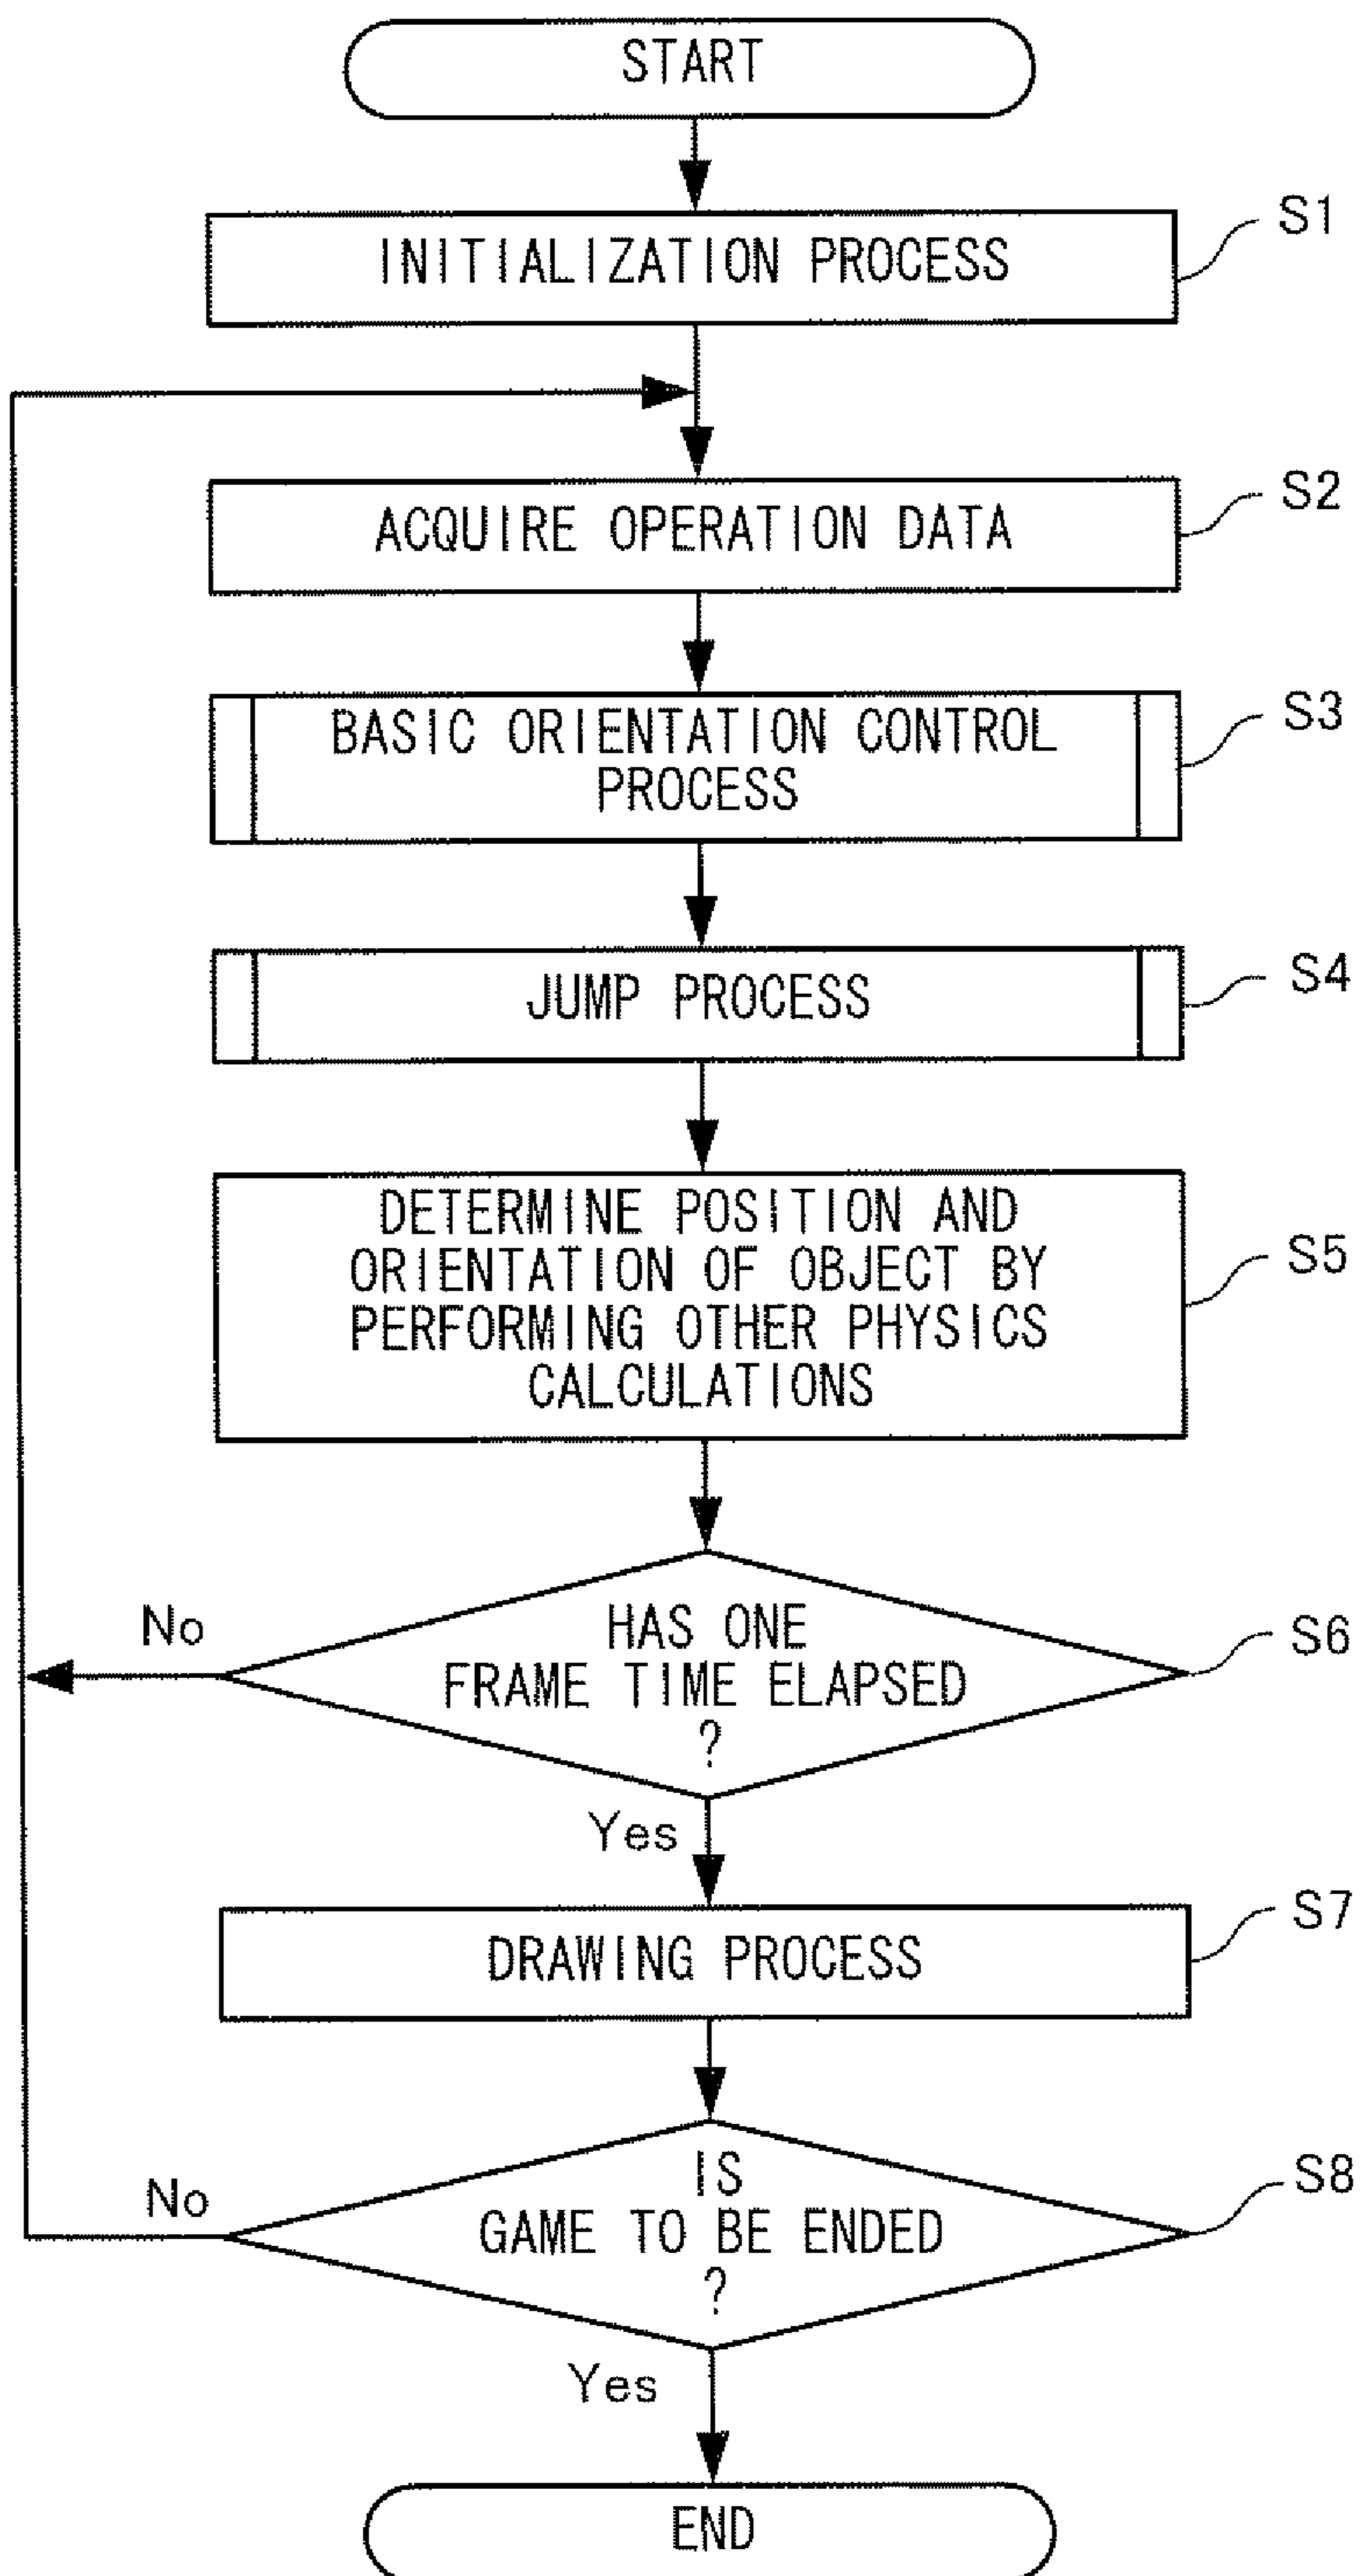 START
INITIALIZATION PROCESS
S1
ACQUIRE OPERATION DATA
S2
BASIC ORIENTATION CONTROL
PROCESS
S3
JUMP PROCESS
S4
DETERMINE POSITION AND
ORIENTATION OF OBJECT BY
PERFORMING OTHER PHYSICS
CALCULATIONS
S5
No
HAS ONE
FRAME TIME ELAPSED
?
S6
Yes
DRAWING PROCESS
S7
No
IS
GAME TO BE ENDED
?
S8
Yes
END